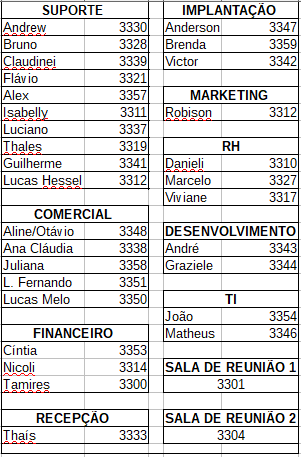 SUPORTE
Andrew 3330
Bruno 3328
Claudinei 3339
Flávio 3321
Alex 3357
Isabelly 3311
Luciano 3337
Thales 3319
Guilherme 3341
Lucas Hessel 3312
COMERCIAL
Aline/Otávio 3348
Ana Cláudia 3338
Juliana 3358
L. Fernando 3351
Lucas Melo 3350
FINANCEIRO
Cíntia 3353
Nicoli 3314
Tamires 3300
RECEPÇÃO
Thaís 3333
IMPLANTAÇÃO
Anderson 3347
Brenda 3359
Victor 3342
MARKETING
Robison 3312
RH
Danieli 3310
Marcelo 3327
Viviane 3317
DESENVOLVIMENTO
André 3343
Graziele 3344
TI
João 3354
Matheus 3346
SALA DE REUNIÃO 1
3301
SALA DE REUNIÃO 2
3304